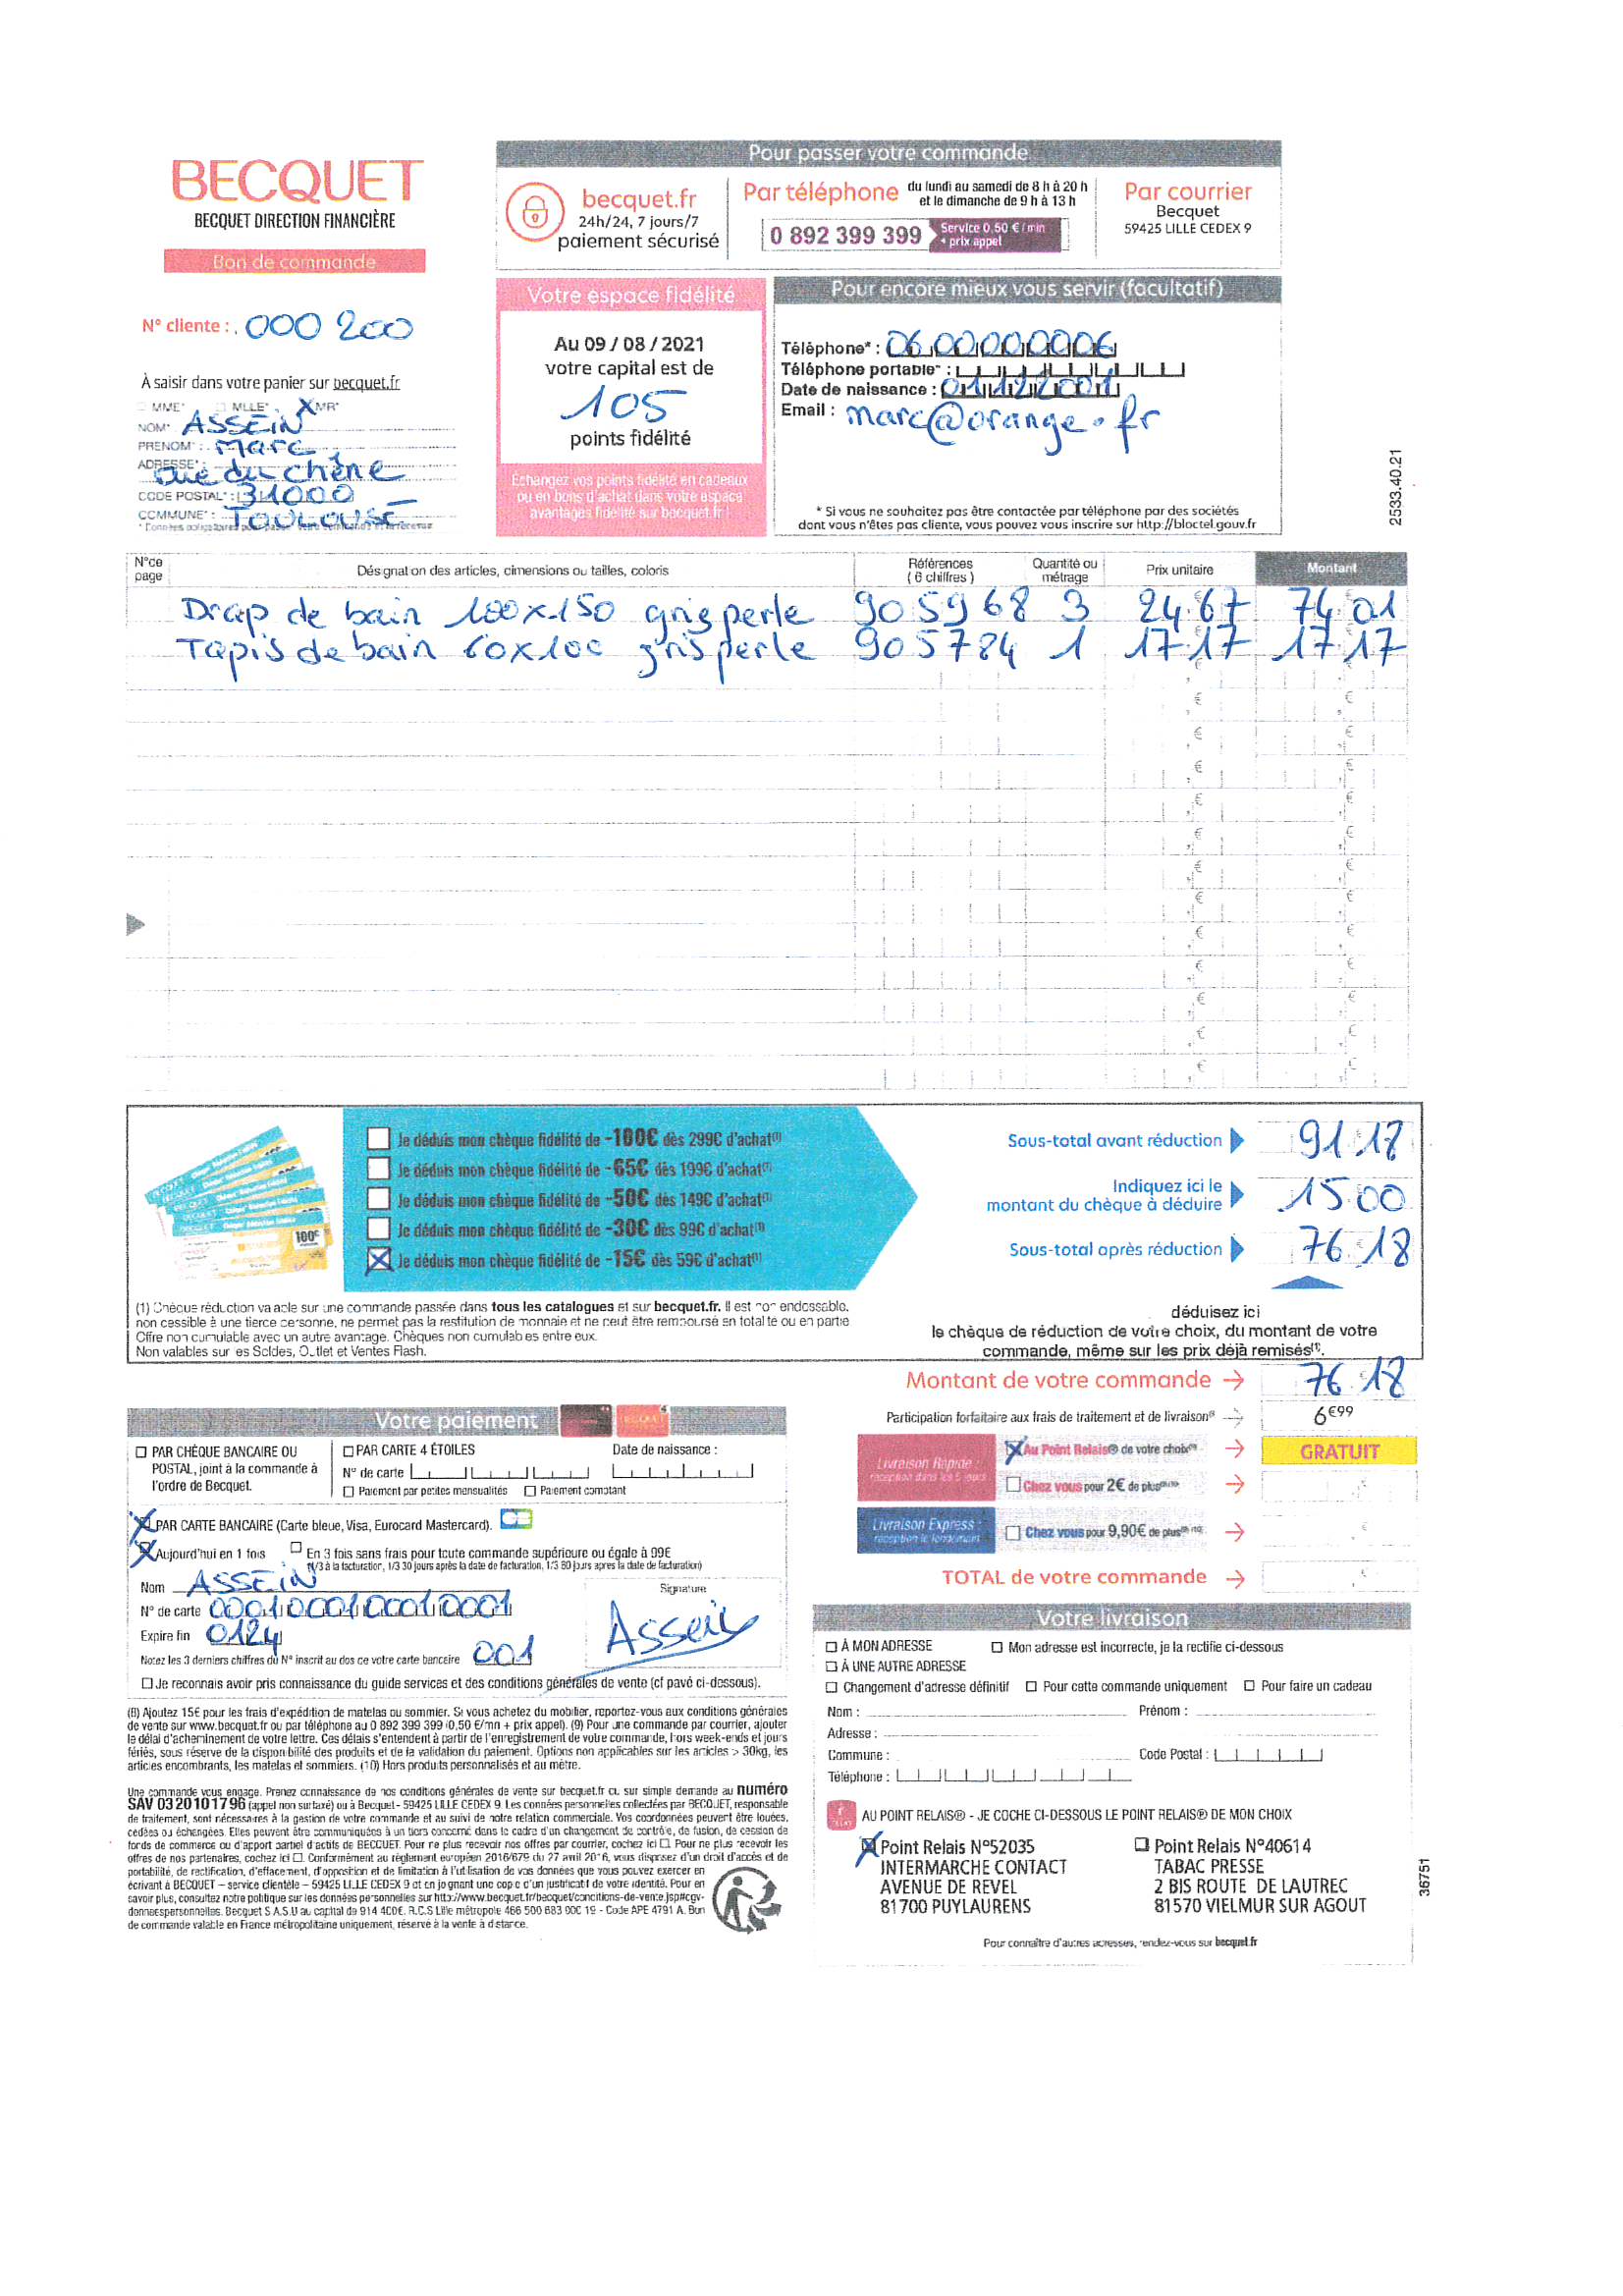 BECQUET
BECQUET DIRECTION FINANCIÈRE
Bon de commande
N° cliente : 000 200
À saisir dans votre panier sur becquet.fr
MME* MLLE* X MR*
NOM* ASSEIN
PRENOM* : Marc
ADRESSE* : rue du chêne
CODE POSTAL* : 31000
COMMUNE* : TOULOUSE
Pour passer votre commande
becquet.fr
24h/24, 7 jours/7
paiement sécurisé
Par téléphone du lundi au samedi de 8 h à 20 h
et le dimanche de 9 h à 13 h
0 892 399 399 Service 0,50 € / min
+ prix appel
Par courrier
Becquet
59425 LILLE CEDEX 9
Votre espace fidélité
Au 09 / 08 / 2021
votre capital est de
105
points fidélité
Echangez vos points fidélité en cadeaux
ou en bons d'achat dans votre espace
avantages fidélité sur becquet.fr !
Pour encore mieux vous servir (facultatif)
Téléphone* : 0600000006
Téléphone portable* :
Date de naissance : 01122001
Email : marc@orange.fr
* Si vous ne souhaitez pas être contactée par téléphone par des sociétés
dont vous n'êtes pas cliente, vous pouvez vous inscrire sur http://bloctel.gouv.fr
2533.40.21
N° de page Désignation des articles, dimensions ou tailles, coloris Références (6 chiffres) Quantité ou métrage Prix unitaire Montant
Drap de bain 100x150 gris perle 905968 3 24.67 74.01
Tapis de bain 60x100 gris perle 905784 1 17.17 17.17
Je déduis mon chèque fidélité de -100€ dès 299€ d'achat(1)
Je déduis mon chèque fidélité de -65€ dès 199€ d'achat(1)
Je déduis mon chèque fidélité de -50€ dès 149€ d'achat(1)
Je déduis mon chèque fidélité de -30€ dès 99€ d'achat(1)
X Je déduis mon chèque fidélité de -15€ dès 59€ d'achat(1)
100€
Sous-total avant réduction 91.18
Indiquez ici le
montant du chèque à déduire 15.00
Sous-total après réduction 76.18
(1) Chèque réduction valable sur une commande passée dans tous les catalogues et sur becquet.fr. Il est non endossable,
non cessible à une tierce personne, ne permet pas la restitution de monnaie et ne peut être remboursé en totalité ou en partie
Offre non cumulable avec un autre avantage. Chèques non cumulables entre eux.
Non valables sur les Soldes, Outlet et Ventes Flash.
déduisez ici
le chèque de réduction de votre choix, du montant de votre
commande, même sur les prix déjà remisés(1).
Montant de votre commande → 76.18
Participation forfaitaire aux frais de traitement et de livraison(8) → 6€99
Livraison Rapide :
réception dans les 5 jours
X Au Point Relais® de votre choix → GRATUIT
Chez vous pour 2€ de plus →
Livraison Express :
réception le lendemain
Chez vous pour 9,90€ de plus →
TOTAL de votre commande →
Votre paiement
PAR CHÈQUE BANCAIRE OU
POSTAL, joint à la commande à
l'ordre de Becquet.
PAR CARTE 4 ÉTOILES Date de naissance :
N° de carte
Paiement par petites mensualités Paiement comptant
X PAR CARTE BANCAIRE (Carte bleue, Visa, Eurocard Mastercard).
X Aujourd'hui en 1 fois En 3 fois sans frais pour toute commande supérieure ou égale à 99€
(1/3 à la facturation, 1/3 30 jours après la date de facturation, 1/3 60 jours apres la date de facturation)
Nom ASSEIN
N° de carte 0001000100010001
Expire fin 0124
Notez les 3 derniers chiffres du N° inscrit au dos de votre carte bancaire 001
Signature
Assein
Je reconnais avoir pris connaissance du guide services et des conditions générales de vente (cf pavé ci-dessous).
(8) Ajoutez 15€ pour les frais d'expédition de matelas ou sommier. Si vous achetez du mobilier, reportez-vous aux conditions générales
de vente sur www.becquet.fr ou par téléphone au 0 892 399 399 (0,50 €/mn + prix appel). (9) Pour une commande par courrier, ajouter
le délai d'acheminement de votre lettre. Ces délais s'entendent à partir de l'enregistrement de votre commande, hors week-ends et jours
fériés, sous réserve de la disponibilité des produits et de la validation du paiement. Options non applicables sur les articles > 30kg, les
articles encombrants, les matelas et sommiers. (10) Hors produits personnalisés et au mètre.
Une commande vous engage. Prenez connaissance de nos conditions générales de vente sur becquet.fr ou sur simple demande au numéro
SAV 0320101796 (appel non surtaxé) ou à Becquet - 59425 LILLE CEDEX 9. Les données personnelles collectées par BECQUET, responsable
de traitement, sont nécessaires à la gestion de votre commande et au suivi de notre relation commerciale. Vos coordonnées peuvent être louées,
cédées ou échangées. Elles peuvent être communiquées à un tiers concerné dans le cadre d'un changement de contrôle, de fusion, de cession de
fonds de commerce ou d'apport partiel d'actifs de BECQUET. Pour ne plus recevoir nos offres par courrier, cochez ici ☐. Pour ne plus recevoir les
offres de nos partenaires, cochez ici ☐. Conformément au règlement européen 2016/679 du 27 avril 2016, vous disposez d'un droit d'accès et de
portabilité, de rectification, d'effacement, d'opposition et de limitation à l'utilisation de vos données que vous pouvez exercer en
écrivant à BECQUET – service clientèle – 59425 LILLE CEDEX 9 et en joignant une copie d'un justificatif de votre identité. Pour en
savoir plus, consultez notre politique sur les données personnelles sur http://www.becquet.fr/becquet/conditions-de-vente.jsp#cgv-
donneespersonnelles. Becquet S.A.S.U au capital de 914 400€. R.C.S Lille métropole 466 500 683 000 19 - Code APE 4791 A. Bon
de commande valable en France métropolitaine uniquement, réservé à la vente à distance.
Votre livraison
À MON ADRESSE Mon adresse est incorrecte, je la rectifie ci-dessous
À UNE AUTRE ADRESSE
Changement d'adresse définitif Pour cette commande uniquement Pour faire un cadeau
Nom : Prénom :
Adresse :
Commune : Code Postal :
Téléphone :
AU POINT RELAIS® - JE COCHE CI-DESSOUS LE POINT RELAIS® DE MON CHOIX
X Point Relais N°52035
INTERMARCHE CONTACT
AVENUE DE REVEL
81700 PUYLAURENS
Point Relais N°40614
TABAC PRESSE
2 BIS ROUTE DE LAUTREC
81570 VIELMUR SUR AGOUT
Pour connaître d'autres adresses, rendez-vous sur becquet.fr
36751